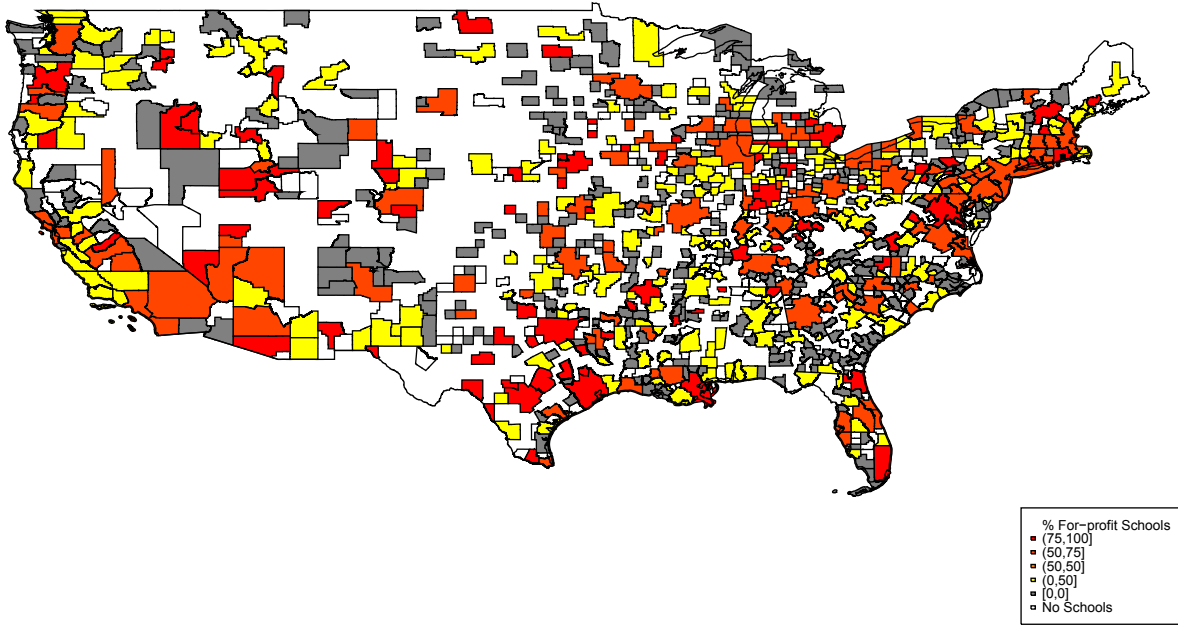 % For−profit Schools
(75,100]
(50,75]
(50,50]
(0,50]
[0,0]
No Schools